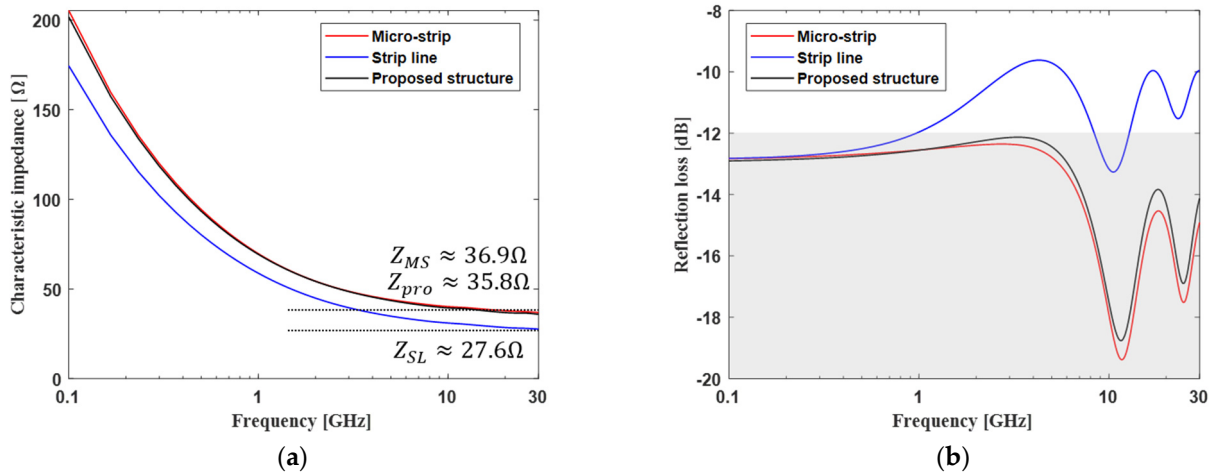 Characteristic impedance [Ω]
200
150
100
50
0
0.1
1
10
30
Frequency [GHz]
Micro-strip
Strip line
Proposed structure
Z_MS ≈ 36.9Ω
Z_pro ≈ 35.8Ω
Z_SL ≈ 27.6Ω
(a)
Reflection loss [dB]
-8
-10
-12
-14
-16
-18
-20
0.1
1
10
30
Frequency [GHz]
Micro-strip
Strip line
Proposed structure
(b)